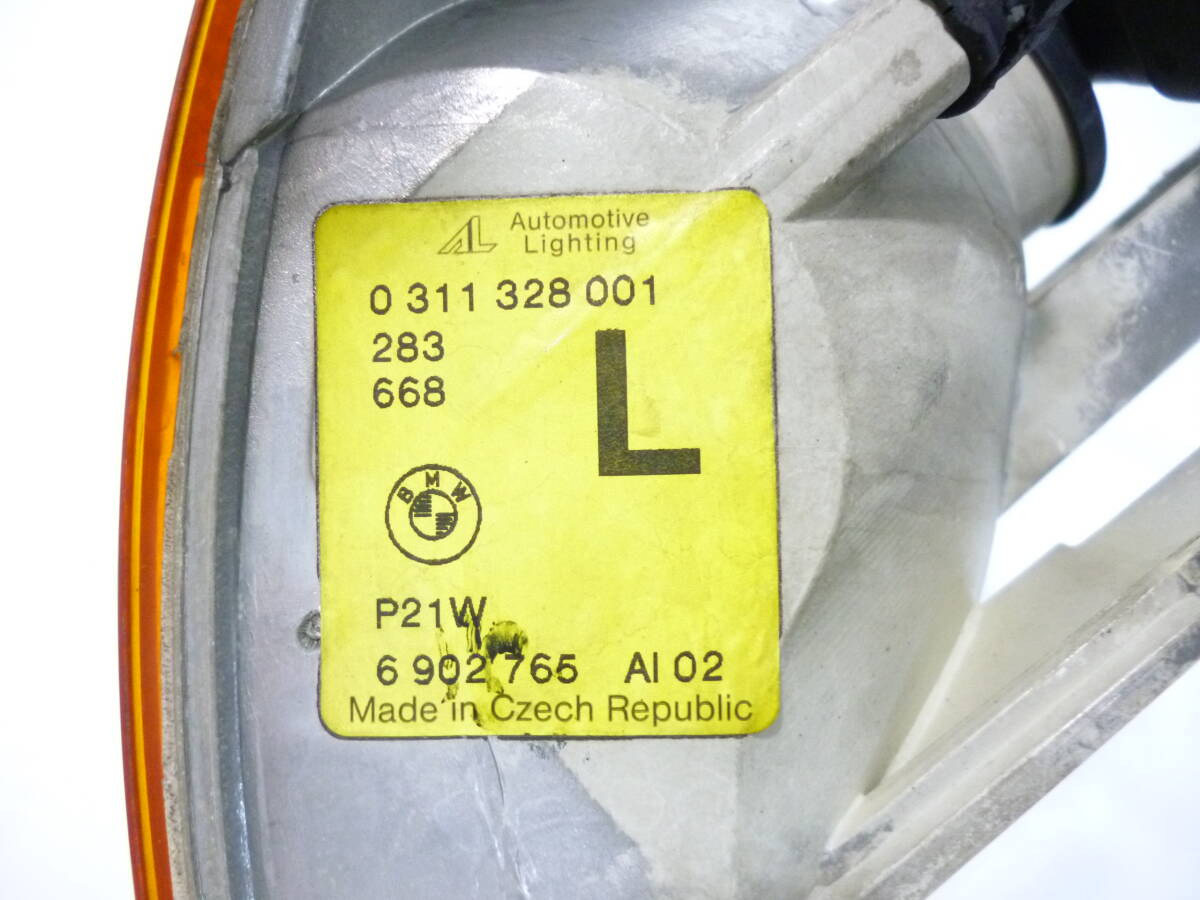 AL Automotive
Lighting
0 311 328 001
283
668
L
BMW
P21W
6 902 765 AI 02
Made in Czech Republic